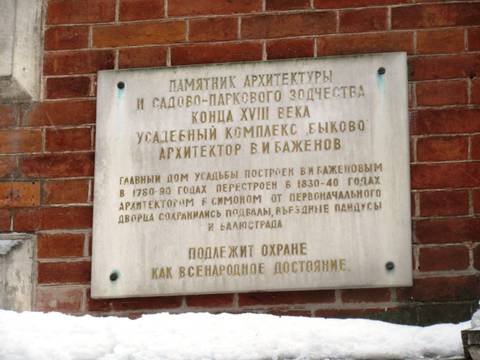 ПАМЯТНИК АРХИТЕКТУРЫ
И САДОВО-ПАРКОВОГО ЗОДЧЕСТВА
КОНЦА XVIII ВЕКА
УСАДЕБНЫЙ КОМПЛЕКС „БЫКОВО"
АРХИТЕКТОР В.И БАЖЕНОВ
ГЛАВНЫЙ ДОМ УСАДЬБЫ ПОСТРОЕН В.И БАЖЕНОВЫМ
В 1780-90 ГОДАХ ПЕРЕСТРОЕН В 1830-40 ГОДАХ
АРХИТЕКТОРОМ Б СИМОНОМ ОТ ПЕРВОНАЧАЛЬНОГО
ДВОРЦА СОХРАНИЛИСЬ ПОДВАЛЫ, ВЪЕЗДНЫЕ ПАНДУСЫ
И БАЛЮСТРАДА
ПОДЛЕЖИТ ОХРАНЕ
КАК ВСЕНАРОДНОЕ ДОСТОЯНИЕ.